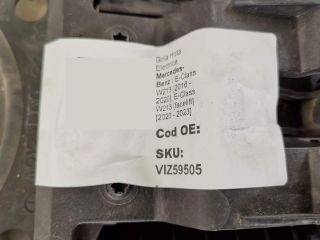 Grila Hota
Electrica
Mercedes-
Benz / E-Class
W213 [2016 -
2020], E-Class
W213 [facelift]
[2020 - 2023]
Cod OE:
SKU:
VIZ59505